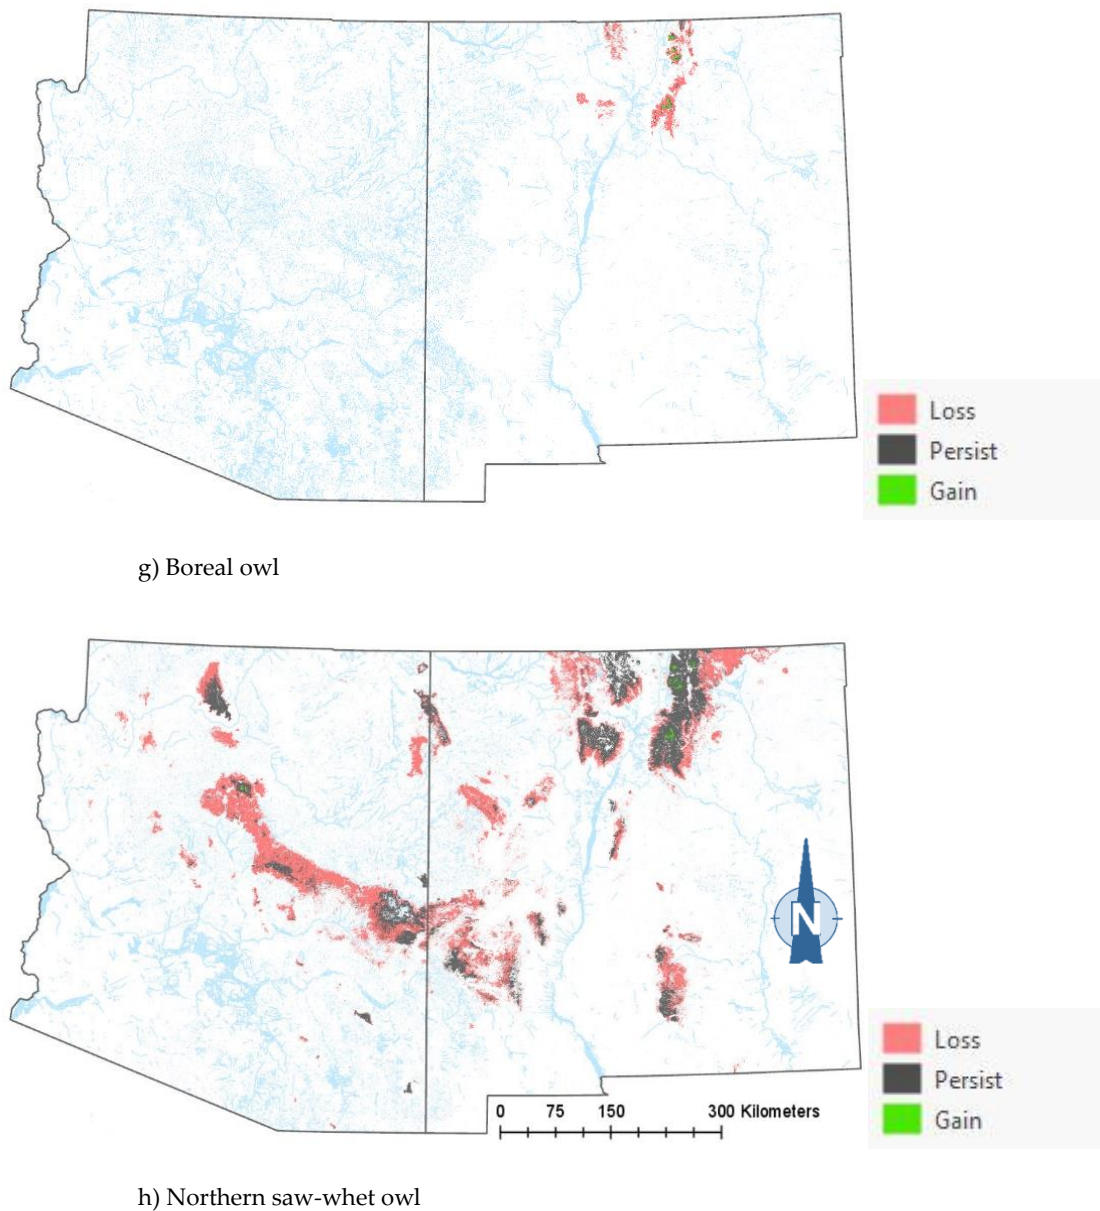 Loss
Persist
Gain
g) Boreal owl
N
0 75 150 300 Kilometers
Loss
Persist
Gain
h) Northern saw-whet owl